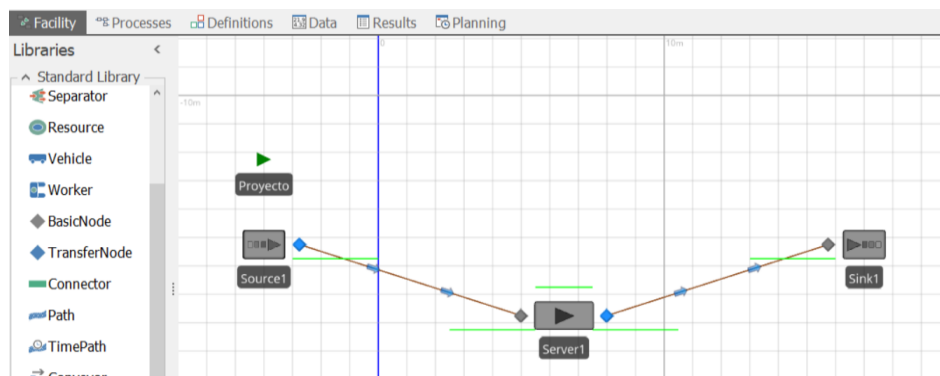 Facility Processes Definitions Data Results Planning
Libraries
Standard Library
Separator
Resource
Vehicle
Worker
BasicNode
TransferNode
Connector
Path
TimePath
0
10m
-10m
Proyecto
Source1
Server1
Sink1